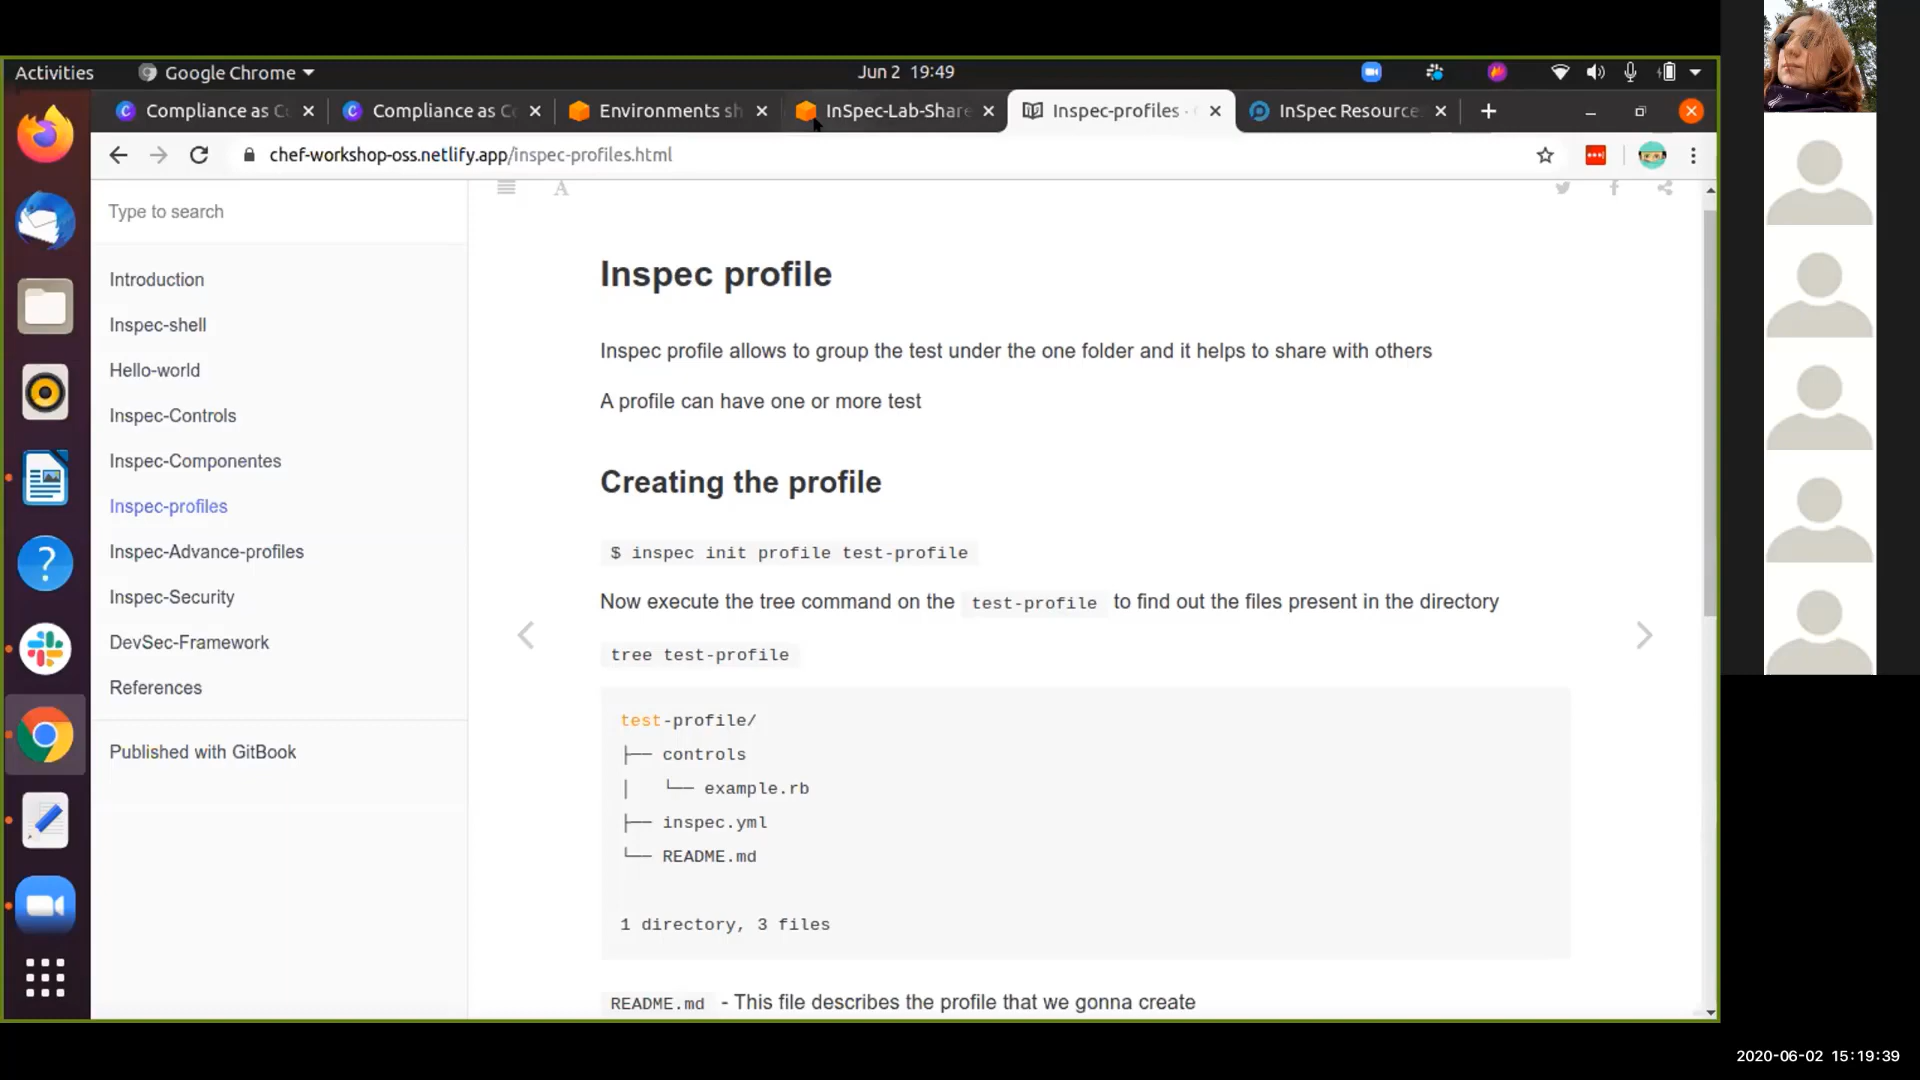 Activities
Google Chrome
Jun 2 19:49
Compliance as C
Compliance as C
Environments sh
InSpec-Lab-Share
Inspec-profiles ·
InSpec Resource
chef-workshop-oss.netlify.app/inspec-profiles.html
Type to search
A
Introduction
Inspec-shell
Hello-world
Inspec-Controls
Inspec-Componentes
Inspec-profiles
Inspec-Advance-profiles
Inspec-Security
DevSec-Framework
References
Published with GitBook
Inspec profile
Inspec profile allows to group the test under the one folder and it helps to share with others
A profile can have one or more test
Creating the profile
$ inspec init profile test-profile
Now execute the tree command on the test-profile to find out the files present in the directory
tree test-profile
test-profile/
├── controls
│   └── example.rb
├── inspec.yml
└── README.md
1 directory, 3 files
README.md - This file describes the profile that we gonna create
2020-06-02 15:19:39